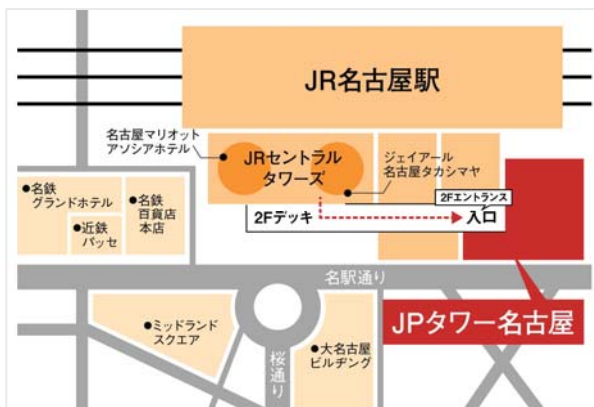 JR名古屋駅
名古屋マリオット
アソシアホテル
JRセントラル
タワーズ
ジェイアール
名古屋タカシマヤ
●名鉄
グランドホテル
●名鉄
百貨店
本店
●近鉄
パッセ
2Fデッキ
2Fエントランス
入口
名駅通り
JPタワー名古屋
●ミッドランド
スクエア
桜通り
●大名古屋
ビルヂング